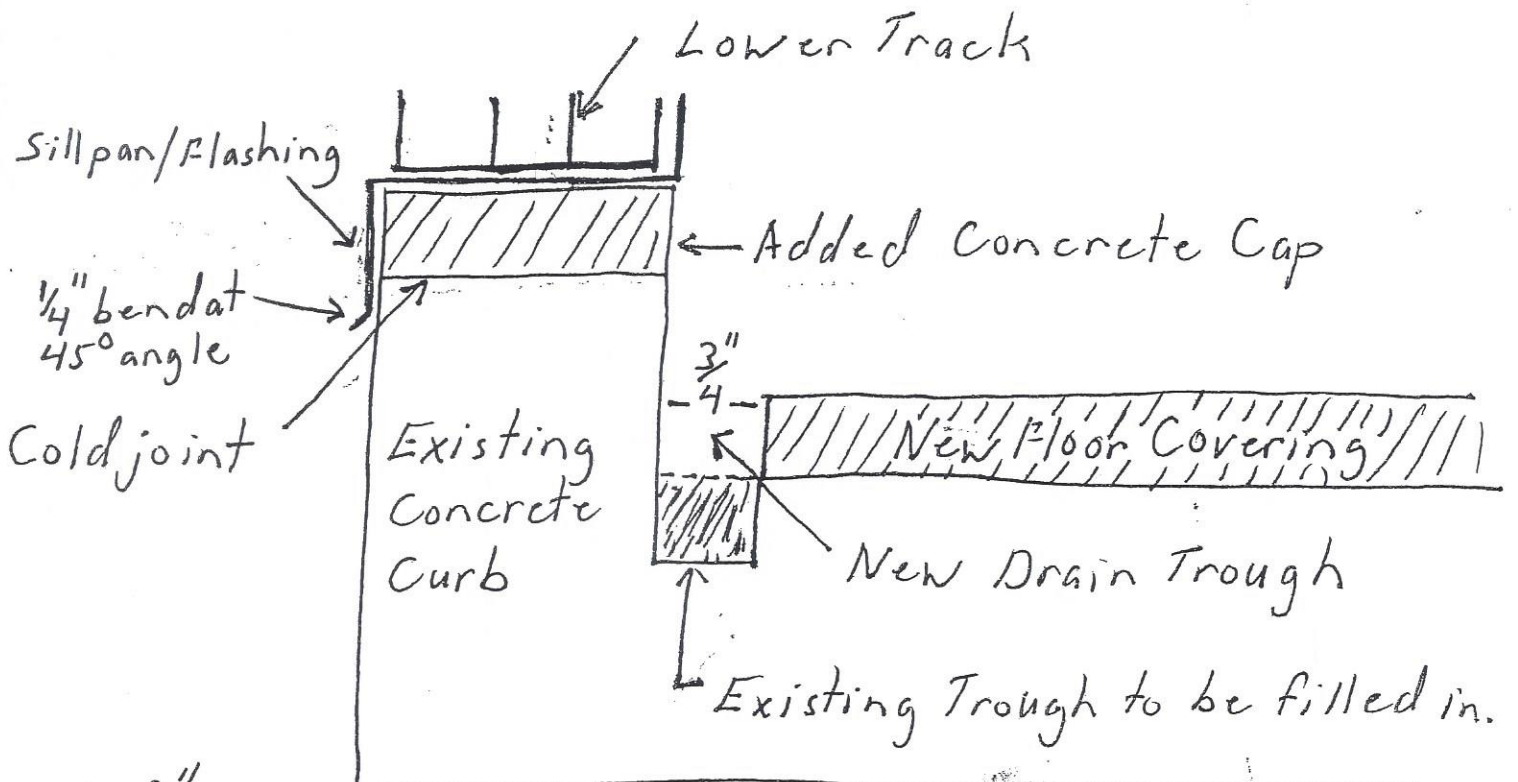 Lower Track
Sillpan/Flashing
Added Concrete Cap
1/4" bend at
45° angle
3/4"
Cold joint
Existing
Concrete
Curb
New Floor Covering
New Drain Trough
Existing Trough to be filled in.